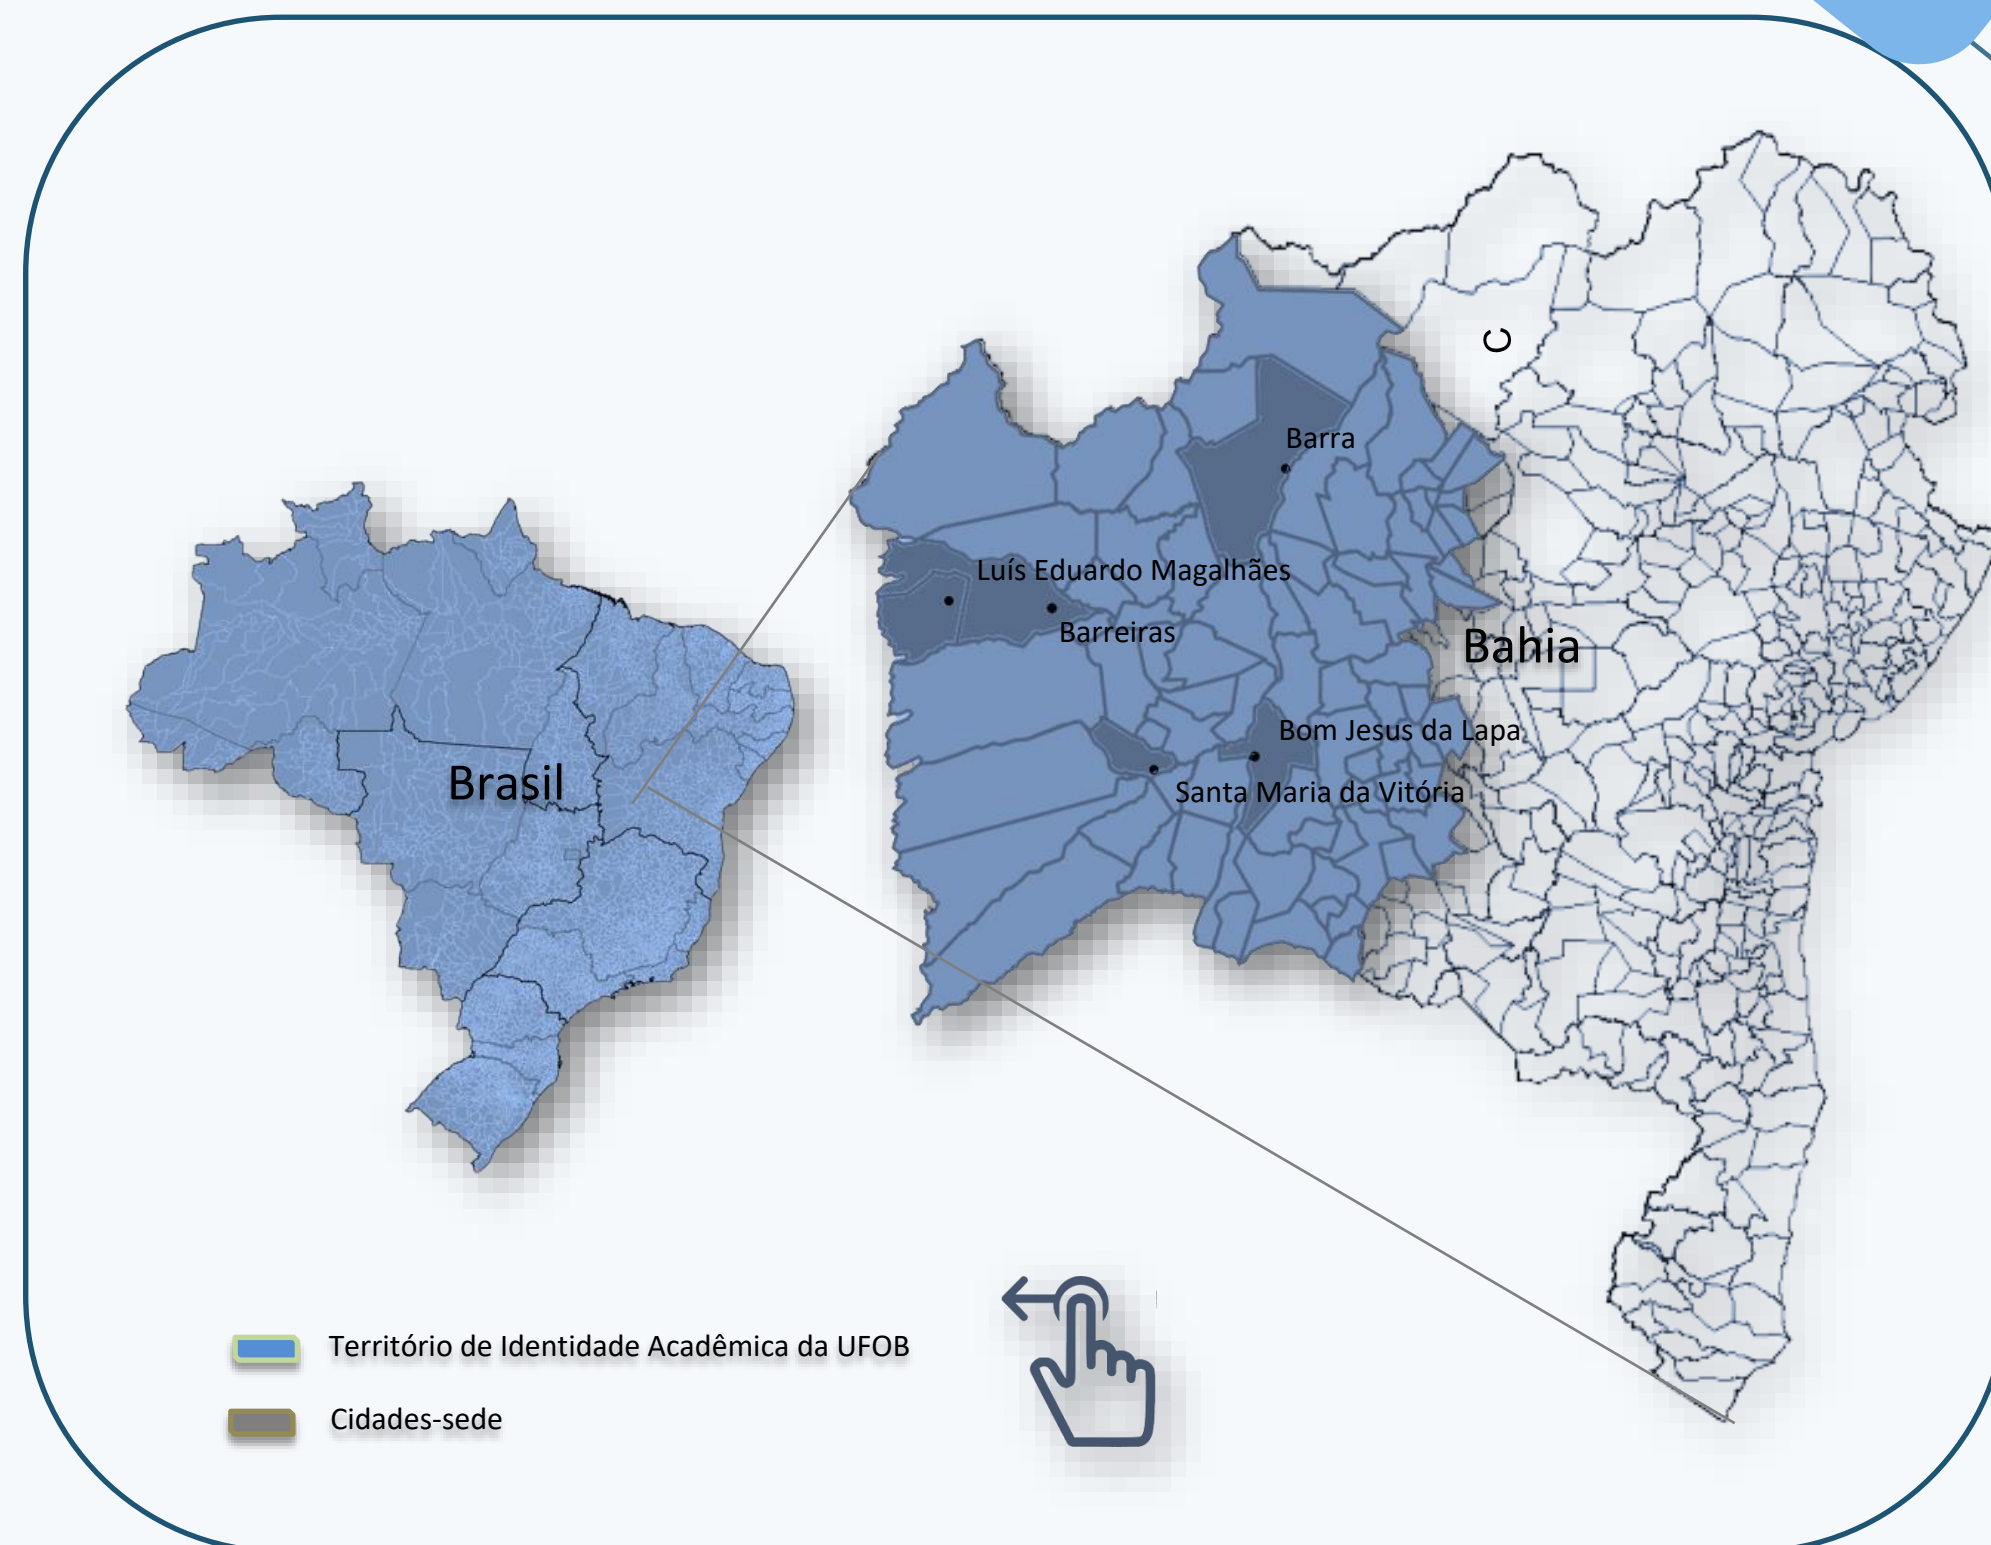 C
Barra
Luís Eduardo Magalhães
Barreiras
Bahia
Bom Jesus da Lapa
Brasil
Santa Maria da Vitória
Território de Identidade Acadêmica da UFOB
Cidades-sede